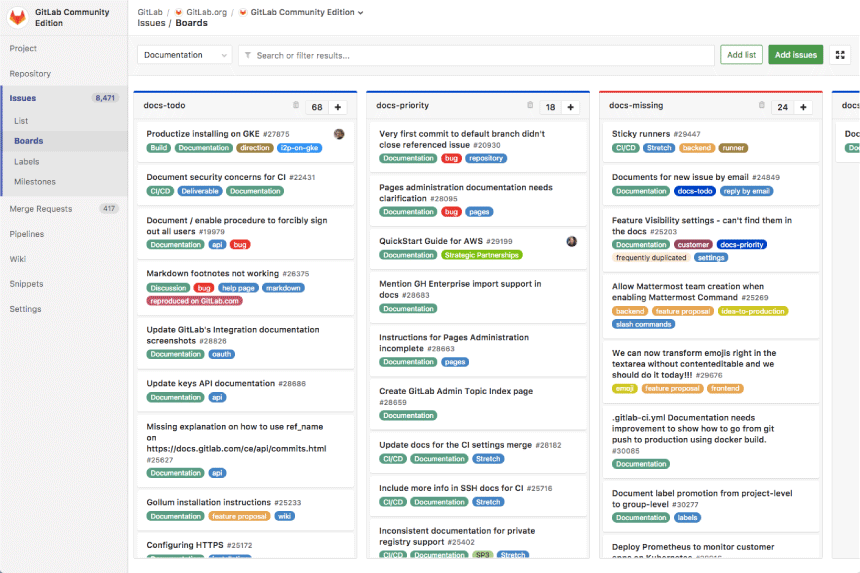 GitLab Community
Edition
GitLab / GitLab.org / GitLab Community Edition
Issues / Boards
Project
Repository
Issues 8,471
List
Boards
Labels
Milestones
Merge Requests 417
Pipelines
Wiki
Snippets
Settings
Documentation
Search or filter results...
Add list
Add issues
docs-todo 68 +
Productize installing on GKE #27875
Build Documentation direction i2p-on-gke
Document security concerns for CI #22431
CI/CD Deliverable Documentation
Document / enable procedure to forcibly sign
out all users #19979
Documentation api bug
Markdown footnotes not working #26375
Discussion bug help page markdown
reproduced on GitLab.com
Update GitLab's Integration documentation
screenshots #28826
Documentation oauth
Update keys API documentation #28686
Documentation api
Missing explanation on how to use ref_name
on
https://docs.gitlab.com/ce/api/commits.html
#25627
Documentation api
Gollum installation instructions #25233
Documentation feature proposal wiki
Configuring HTTPS #25172
docs-priority 18 +
Very first commit to default branch didn't
close referenced issue #20930
Documentation bug repository
Pages administration documentation needs
clarification #28095
Documentation bug pages
QuickStart Guide for AWS #29199
Documentation Strategic Partnerships
Mention GH Enterprise import support in
docs #28683
Documentation
Instructions for Pages Administration
incomplete #28663
Documentation pages
Create GitLab Admin Topic Index page
#28659
Documentation
Update docs for the CI settings merge #28182
CI/CD Documentation Stretch
Include more info in SSH docs for CI #25716
CI/CD Documentation Stretch
Inconsistent documentation for private
registry support #25402
CI/CD Documentation SP3 Stretch
docs-missing 24 +
Sticky runners #29447
CI/CD Stretch backend runner
Documents for new issue by email #24849
Documentation docs-todo reply by email
Feature Visibility settings - can't find them in
the docs #25203
Documentation customer docs-priority
frequently duplicated settings
Allow Mattermost team creation when
enabling Mattermost Command #25269
backend feature proposal idea-to-production
slash commands
We can now transform emojis right in the
textarea without contenteditable and we
should do it today!!! #29676
emoji feature proposal frontend
.gitlab-ci.yml Documentation needs
improvement to show how to go from git
push to production using docker build.
#30085
Documentation
Document label promotion from project-level
to group-level #30277
Documentation labels
Deploy Prometheus to monitor customer